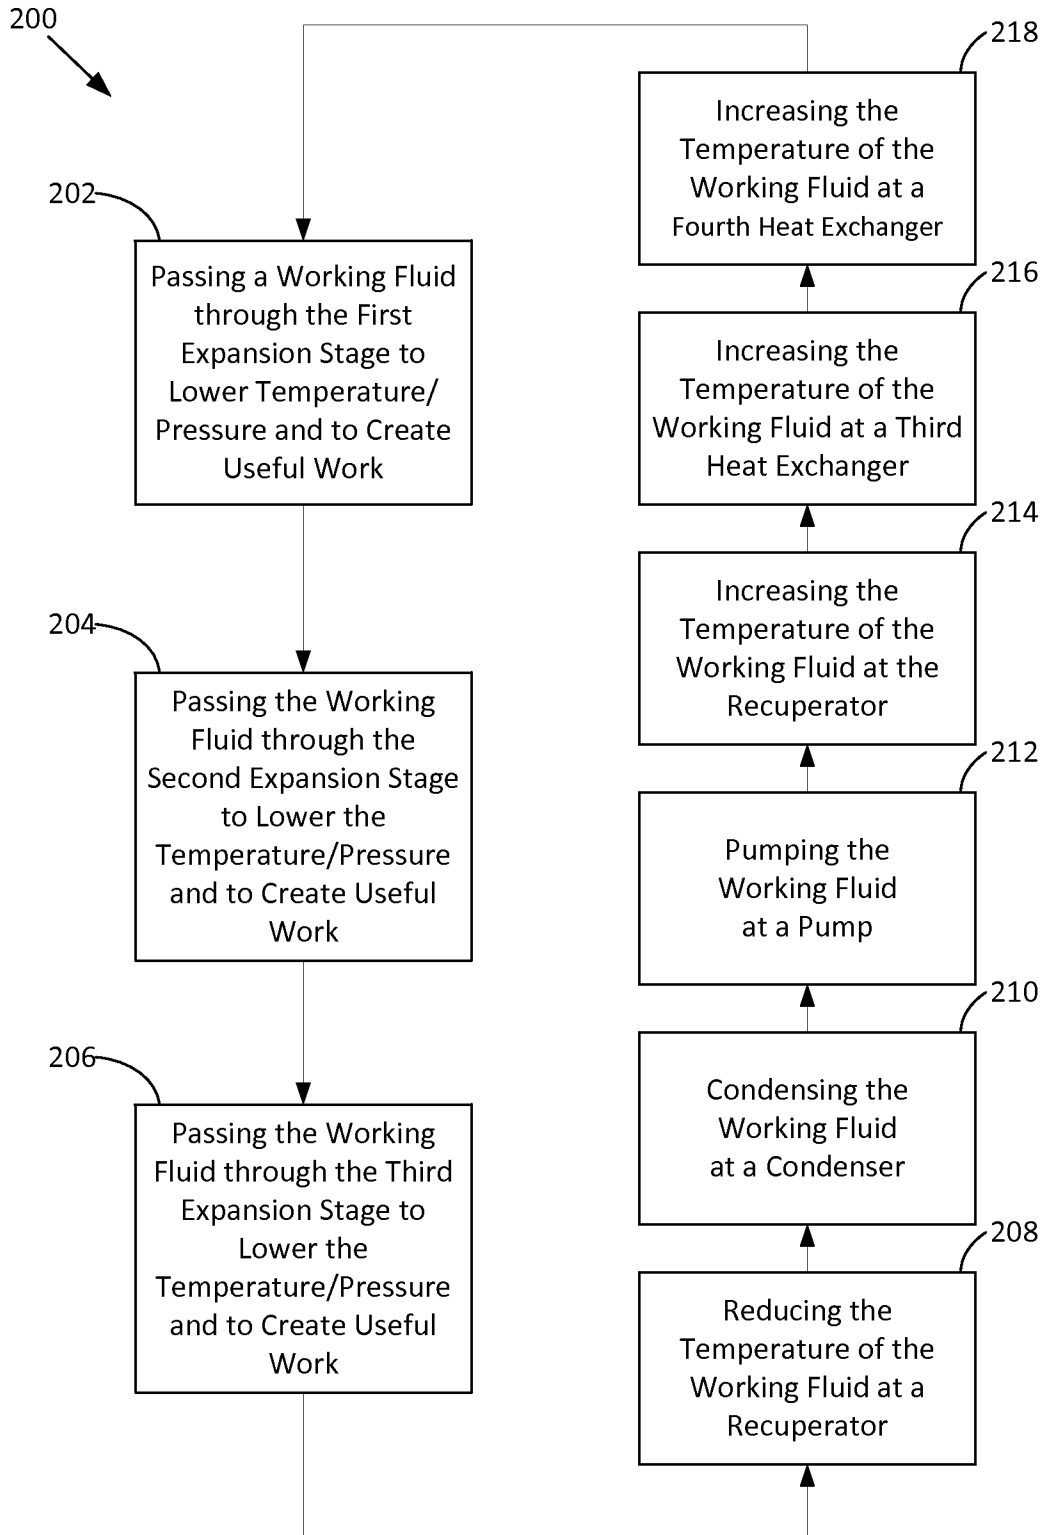 200
202
Passing a Working Fluid
through the First
Expansion Stage to
Lower Temperature/
Pressure and to Create
Useful Work
204
Passing the Working
Fluid through the
Second Expansion Stage
to Lower the
Temperature/Pressure
and to Create Useful
Work
206
Passing the Working
Fluid through the Third
Expansion Stage to
Lower the
Temperature/Pressure
and to Create Useful
Work
218
Increasing the
Temperature of the
Working Fluid at a
Fourth Heat Exchanger
216
Increasing the
Temperature of the
Working Fluid at a Third
Heat Exchanger
214
Increasing the
Temperature of the
Working Fluid at the
Recuperator
212
Pumping the
Working Fluid
at a Pump
210
Condensing the
Working Fluid
at a Condenser
208
Reducing the
Temperature of the
Working Fluid at a
Recuperator